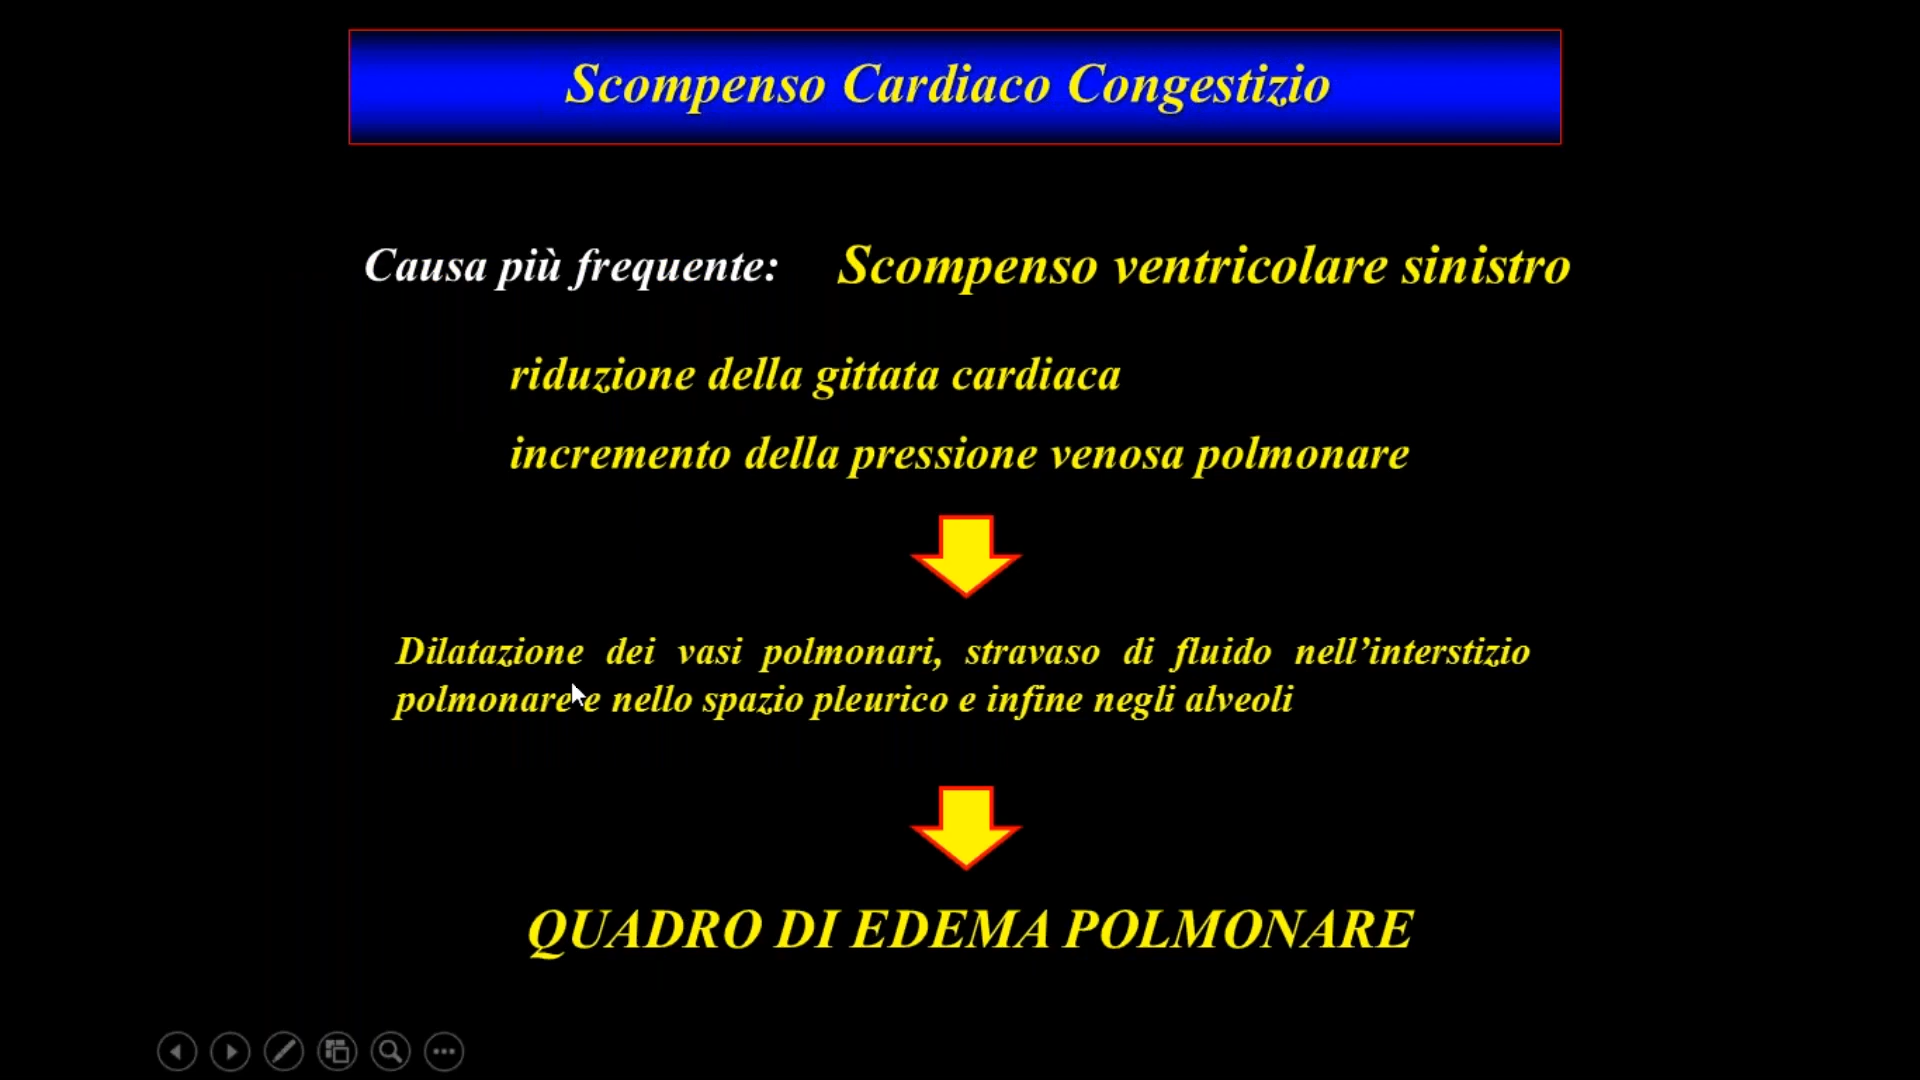 Scompenso Cardiaco Congestizio
Causa più frequente: Scompenso ventricolare sinistro
riduzione della gittata cardiaca
incremento della pressione venosa polmonare
Dilatazione dei vasi polmonari, stravaso di fluido nell’interstizio
polmonare e nello spazio pleurico e infine negli alveoli
QUADRO DI EDEMA POLMONARE